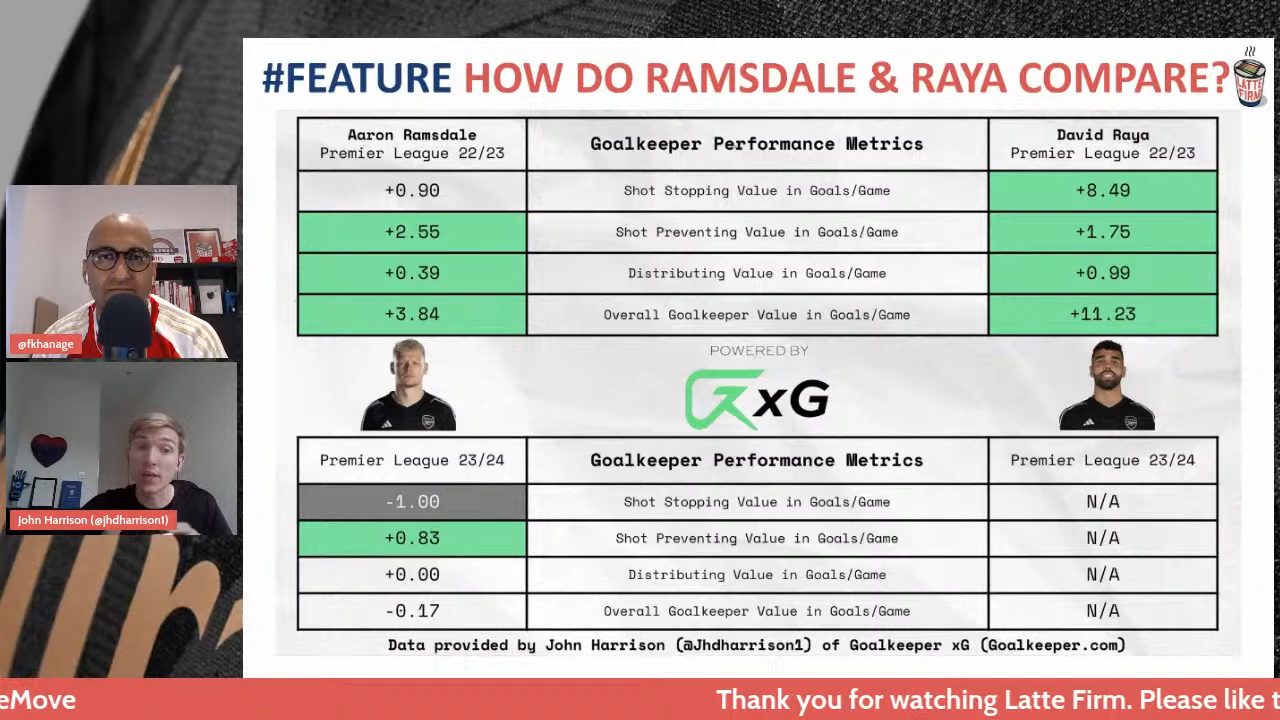 #FEATURE HOW DO RAMSDALE & RAYA COMPARE?
LATTE
FIRM
Aaron Ramsdale
Premier League 22/23
Goalkeeper Performance Metrics
David Raya
Premier League 22/23
+0.90 Shot Stopping Value in Goals/Game +8.49
+2.55 Shot Preventing Value in Goals/Game +1.75
+0.39 Distributing Value in Goals/Game +0.99
+3.84 Overall Goalkeeper Value in Goals/Game +11.23
POWERED BY
xG
Premier League 23/24 Goalkeeper Performance Metrics Premier League 23/24
-1.00 Shot Stopping Value in Goals/Game N/A
+0.83 Shot Preventing Value in Goals/Game N/A
+0.00 Distributing Value in Goals/Game N/A
-0.17 Overall Goalkeeper Value in Goals/Game N/A
Data provided by John Harrison (@Jhdharrison1) of Goalkeeper xG (Goalkeeper.com)
@fkhanage
John Harrison (@jhdharrison1)
eMove Thank you for watching Latte Firm. Please like t